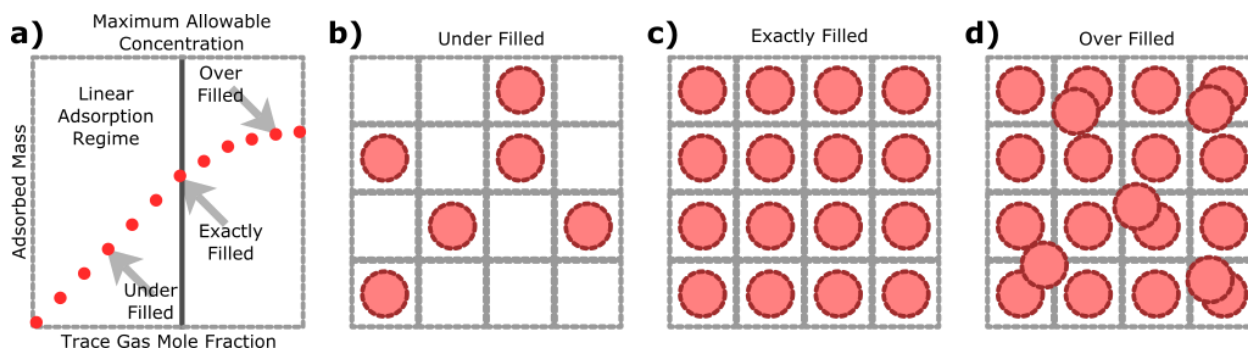 a)
Maximum Allowable
Concentration
Linear
Adsorption
Regime
Over
Filled
Exactly
Filled
Under
Filled
Adsorbed Mass
Trace Gas Mole Fraction
b)
Under Filled
c)
Exactly Filled
d)
Over Filled